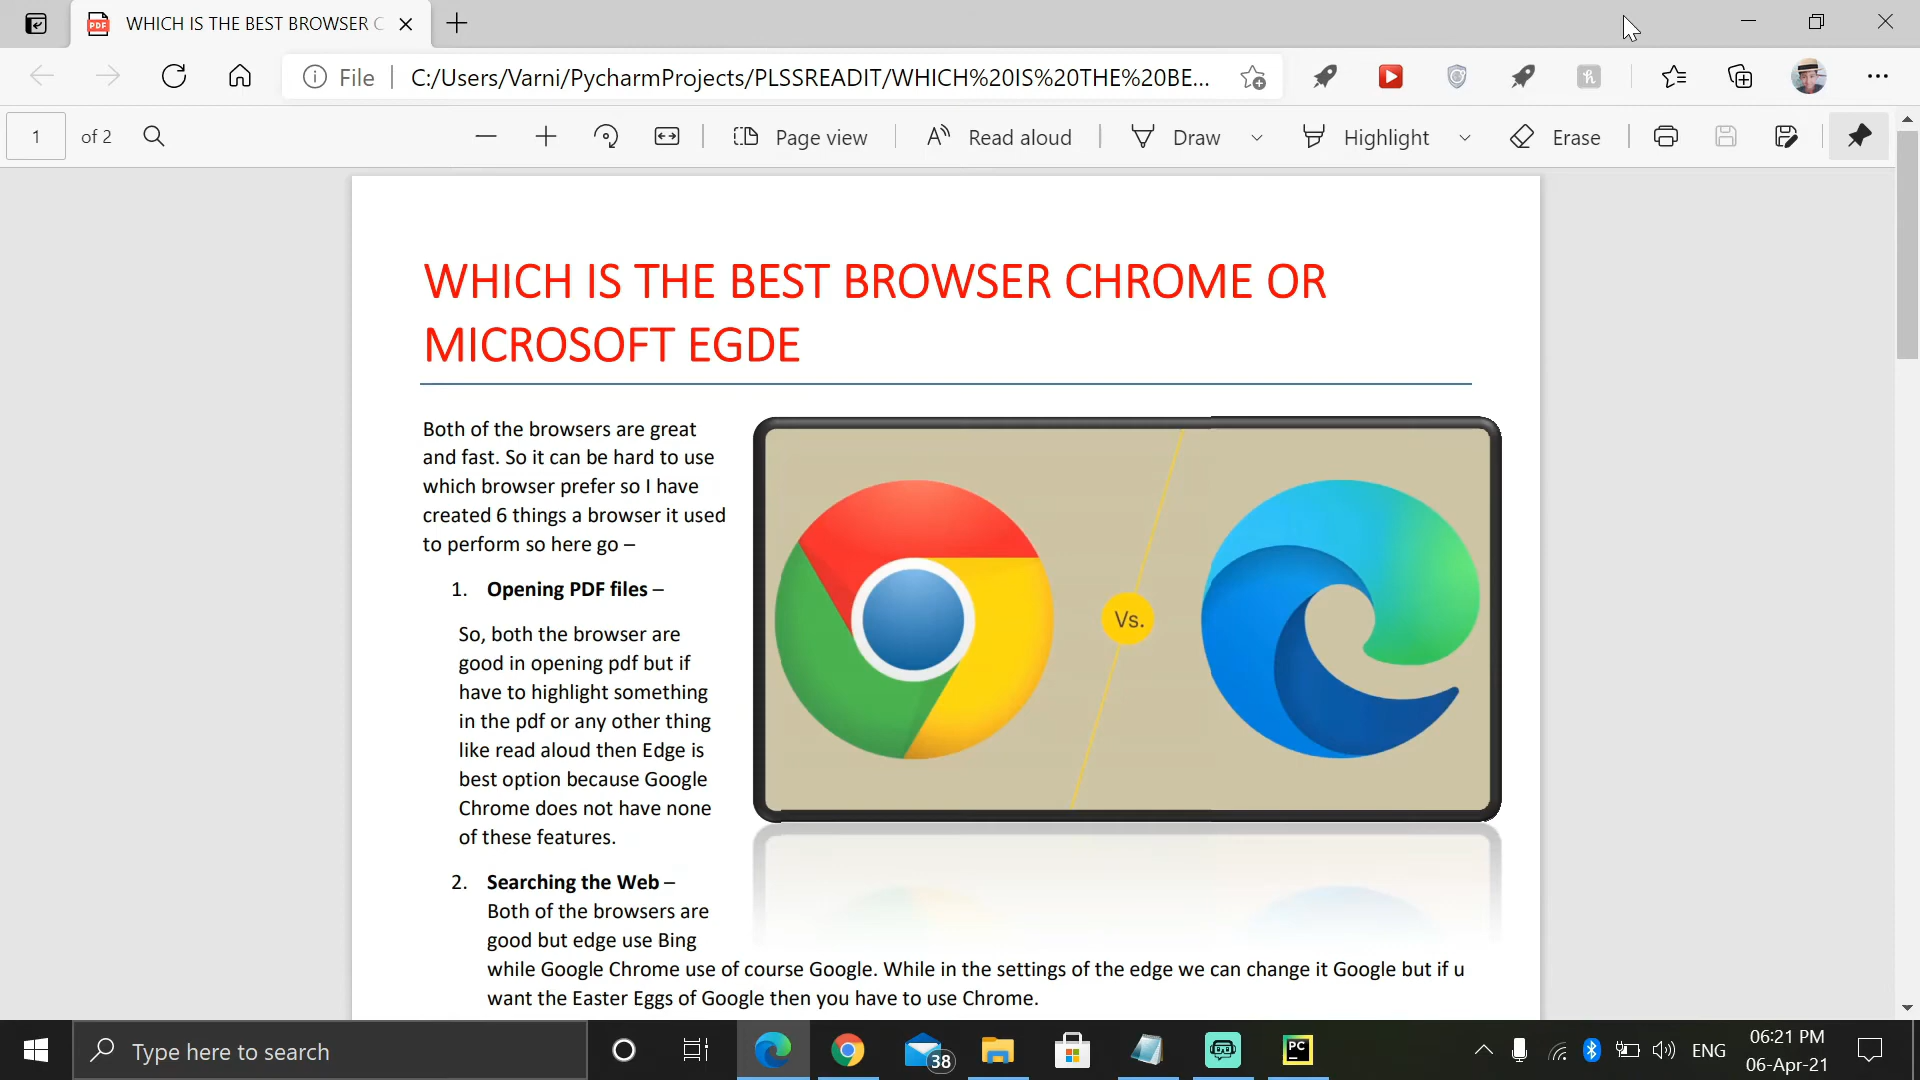 WHICH IS THE BEST BROWSER C
File
C:/Users/Varni/PycharmProjects/PLSSREADIT/WHICH%20IS%20THE%20BE...
1 of 2
Page view
Read aloud
Draw
Highlight
Erase
WHICH IS THE BEST BROWSER CHROME OR
MICROSOFT EGDE
Both of the browsers are great
and fast. So it can be hard to use
which browser prefer so I have
created 6 things a browser it used
to perform so here go –
Vs.
1. Opening PDF files –
So, both the browser are
good in opening pdf but if
have to highlight something
in the pdf or any other thing
like read aloud then Edge is
best option because Google
Chrome does not have none
of these features.
2. Searching the Web –
Both of the browsers are
good but edge use Bing
while Google Chrome use of course Google. While in the settings of the edge we can change it Google but if u
want the Easter Eggs of Google then you have to use Chrome.
Type here to search
38
PC
ENG
06:21 PM
06-Apr-21